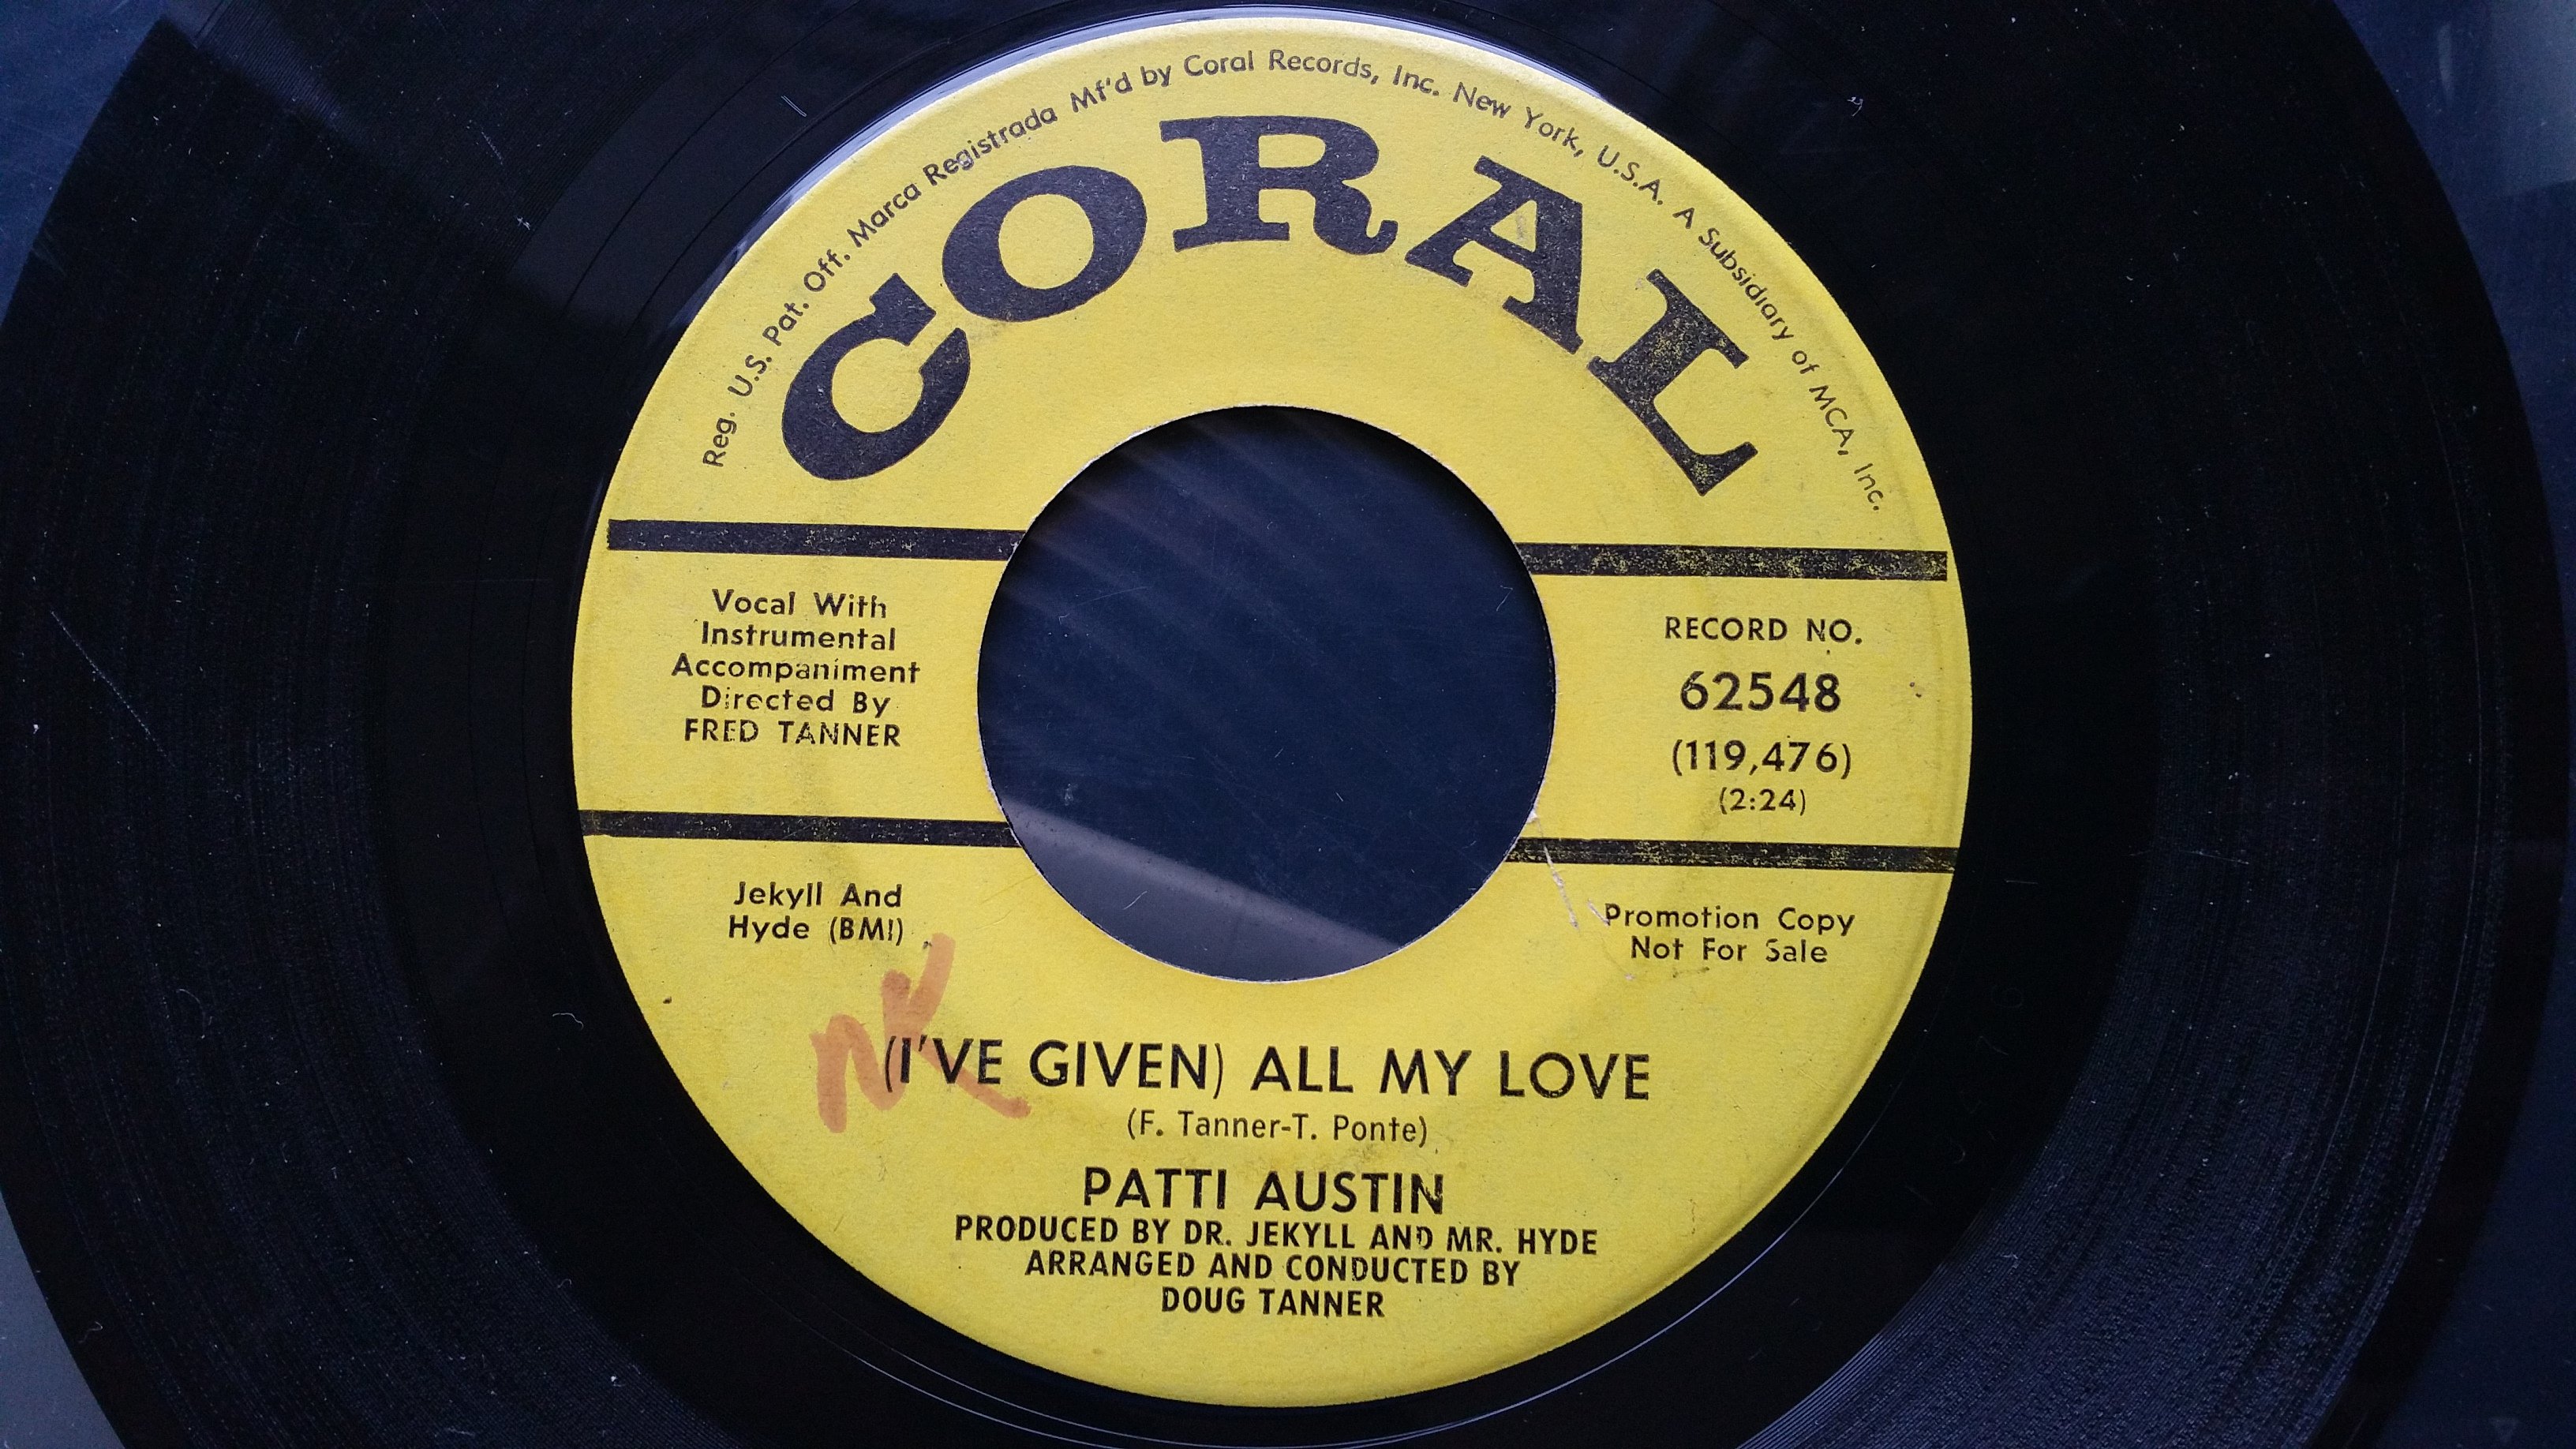 Reg. U.S. Pat. Off. Marca Registrada Mf'd by Coral Records, Inc. New York, U.S.A. A Subsidiary of MCA, Inc.
CORAL
Vocal With
Instrumental
Accompaniment
Directed By
FRED TANNER
RECORD NO.
62548
(119,476)
(2:24)
Jekyll And
Hyde (BMI)
Promotion Copy
Not For Sale
NK
(I'VE GIVEN) ALL MY LOVE
(F. Tanner-T. Ponte)
PATTI AUSTIN
PRODUCED BY DR. JEKYLL AND MR. HYDE
ARRANGED AND CONDUCTED BY
DOUG TANNER